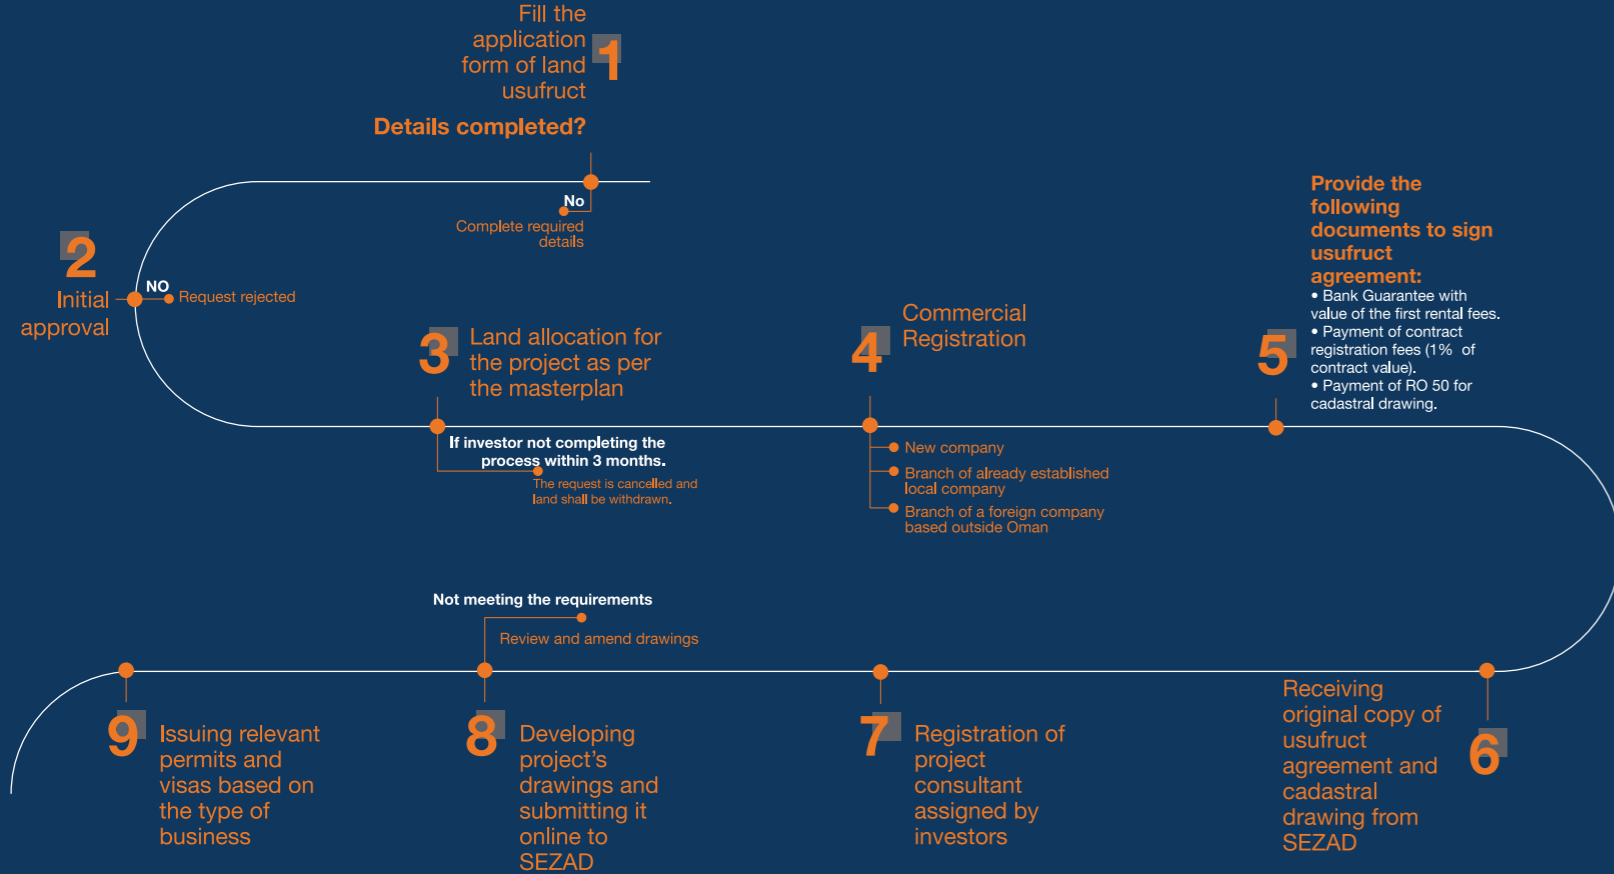 1
Fill the
application
form of land
usufruct
Details completed?
No
Complete required
details
2
Initial
approval
NO
Request rejected
3
Land allocation for
the project as per
the masterplan
If investor not completing the
process within 3 months.
The request is cancelled and
land shall be withdrawn.
4
Commercial
Registration
New company
Branch of already established
local company
Branch of a foreign company
based outside Oman
5
Provide the
following
documents to sign
usufruct
agreement:
• Bank Guarantee with
value of the first rental fees.
• Payment of contract
registration fees (1% of
contract value).
• Payment of RO 50 for
cadastral drawing.
6
Receiving
original copy of
usufruct
agreement and
cadastral
drawing from
SEZAD
7
Registration of
project
consultant
assigned by
investors
Not meeting the requirements
Review and amend drawings
8
Developing
project's
drawings and
submitting it
online to
SEZAD
9
Issuing relevant
permits and
visas based on
the type of
business